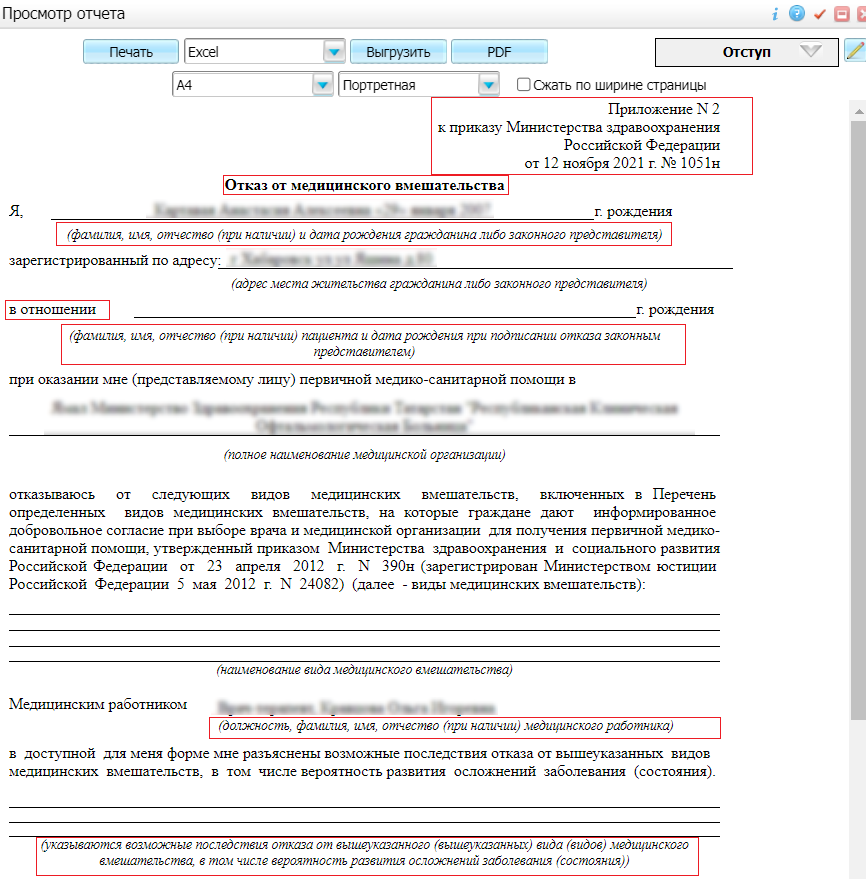 Просмотр отчета
Печать Excel Выгрузить PDF Отступ
A4 Портретная Сжать по ширине страницы
Приложение N 2
к приказу Министерства здравоохранения
Российской Федерации
от 12 ноября 2021 г. № 1051н
Отказ от медицинского вмешательства
Я, г. рождения
(фамилия, имя, отчество (при наличии) и дата рождения гражданина либо законного представителя)
зарегистрированный по адресу:
(адрес места жительства гражданина либо законного представителя)
в отношении г. рождения
(фамилия, имя, отчество (при наличии) пациента и дата рождения при подписании отказа законным
представителем)
при оказании мне (представляемому лицу) первичной медико-санитарной помощи в
(полное наименование медицинской организации)
отказываюсь от следующих видов медицинских вмешательств, включенных в Перечень
определенных видов медицинских вмешательств, на которые граждане дают информированное
добровольное согласие при выборе врача и медицинской организации для получения первичной медико-
санитарной помощи, утвержденный приказом Министерства здравоохранения и социального развития
Российской Федерации от 23 апреля 2012 г. N 390н (зарегистрирован Министерством юстиции
Российской Федерации 5 мая 2012 г. N 24082) (далее - виды медицинских вмешательств):
(наименование вида медицинского вмешательства)
Медицинским работником
(должность, фамилия, имя, отчество (при наличии) медицинского работника)
в доступной для меня форме мне разъяснены возможные последствия отказа от вышеуказанных видов
медицинских вмешательств, в том числе вероятность развития осложнений заболевания (состояния).
(указываются возможные последствия отказа от вышеуказанного (вышеуказанных) вида (видов) медицинского
вмешательства, в том числе вероятность развития осложнений заболевания (состояния))